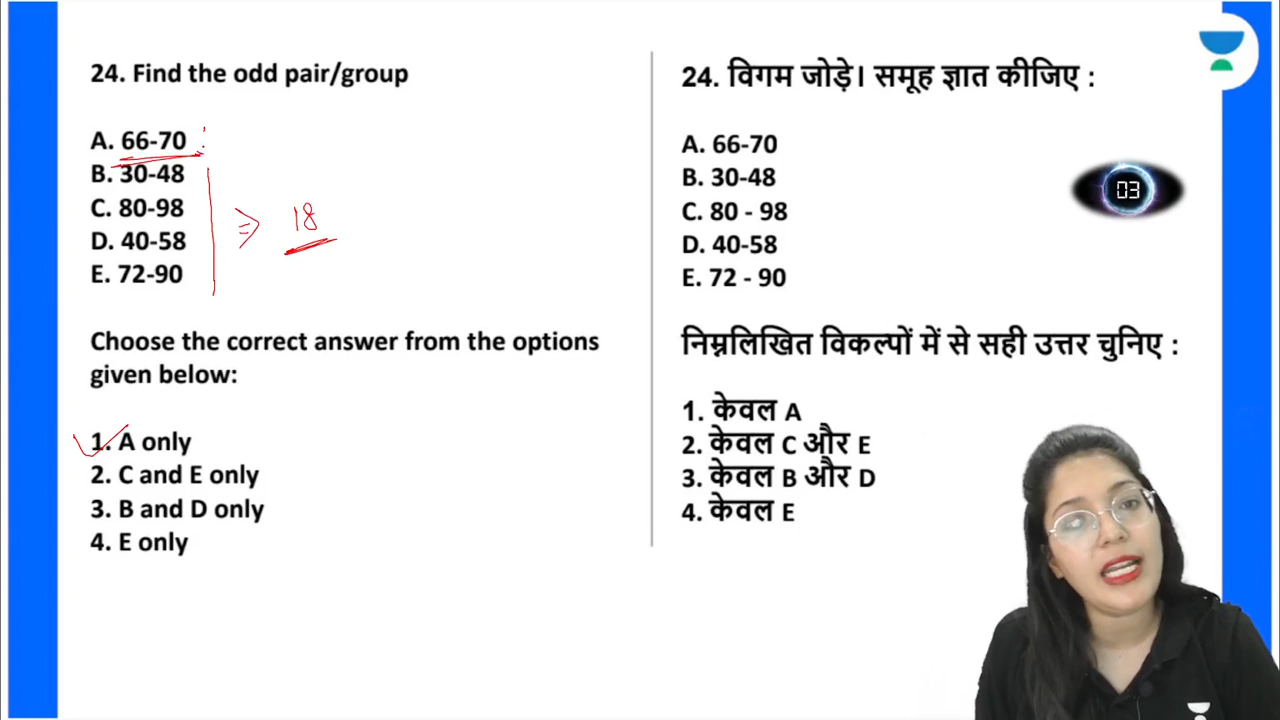 24. Find the odd pair/group
A. 66-70
B. 30-48
C. 80-98
D. 40-58
E. 72-90
18
Choose the correct answer from the options
given below:
1. A only
2. C and E only
3. B and D only
4. E only
24. विगम जोड़े। समूह ज्ञात कीजिए :
A. 66-70
B. 30-48
C. 80 - 98
D. 40-58
E. 72 - 90
निम्नलिखित विकल्पों में से सही उत्तर चुनिए :
1. केवल A
2. केवल C और E
3. केवल B और D
4. केवल E
03